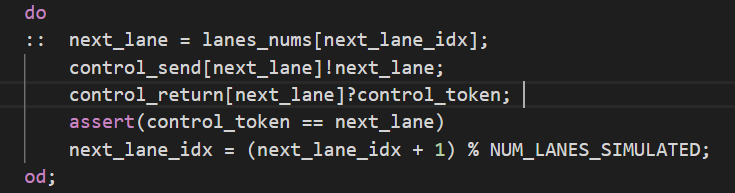 do
:: next_lane = lanes_nums[next_lane_idx];
control_send[next_lane]!next_lane;
control_return[next_lane]?control_token;
assert(control_token == next_lane)
next_lane_idx = (next_lane_idx + 1) % NUM_LANES_SIMULATED;
od;